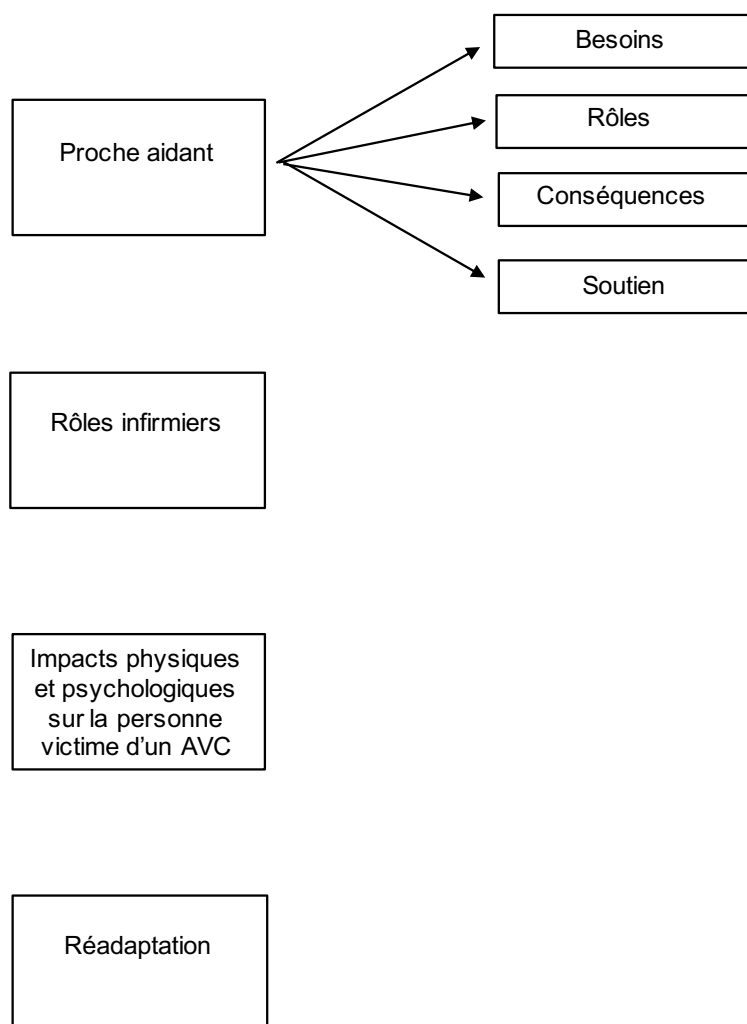 Besoins
Proche aidant
Rôles
Conséquences
Soutien
Rôles infirmiers
Impacts physiques
et psychologiques
sur la personne
victime d'un AVC
Réadaptation